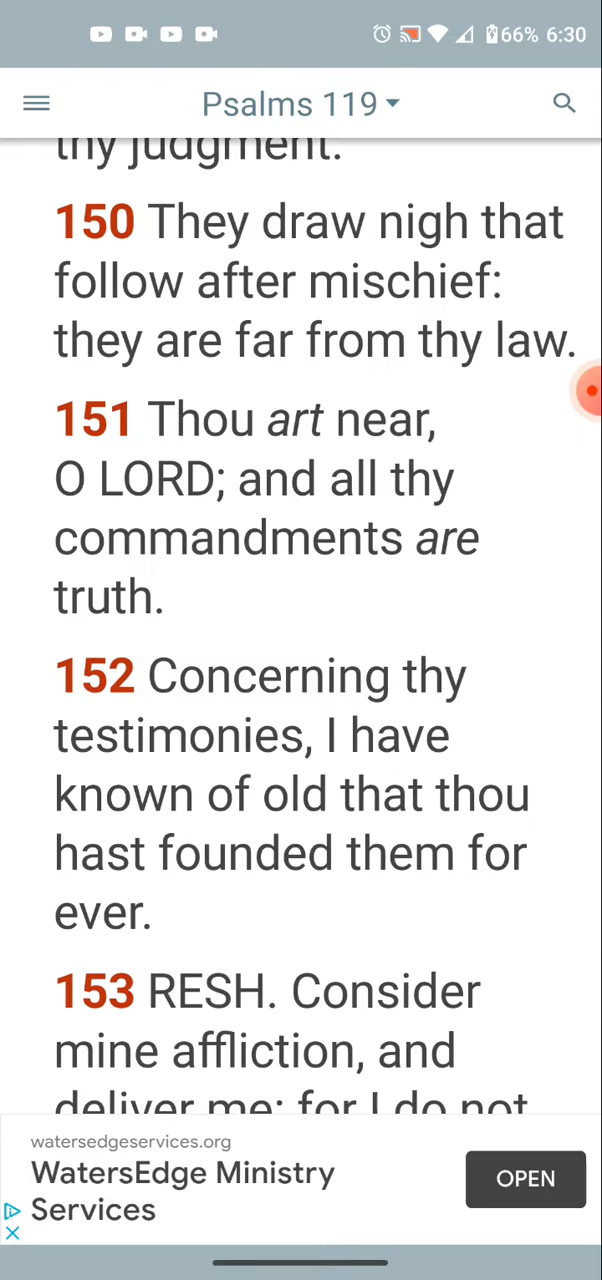 66% 6:30
Psalms 119
thy judgment.
150 They draw nigh that
follow after mischief:
they are far from thy law.
151 Thou art near,
O LORD; and all thy
commandments are
truth.
152 Concerning thy
testimonies, I have
known of old that thou
hast founded them for
ever.
153 RESH. Consider
mine affliction, and
deliver me: for I do not
watersedgeservices.org
WatersEdge Ministry
Services
OPEN